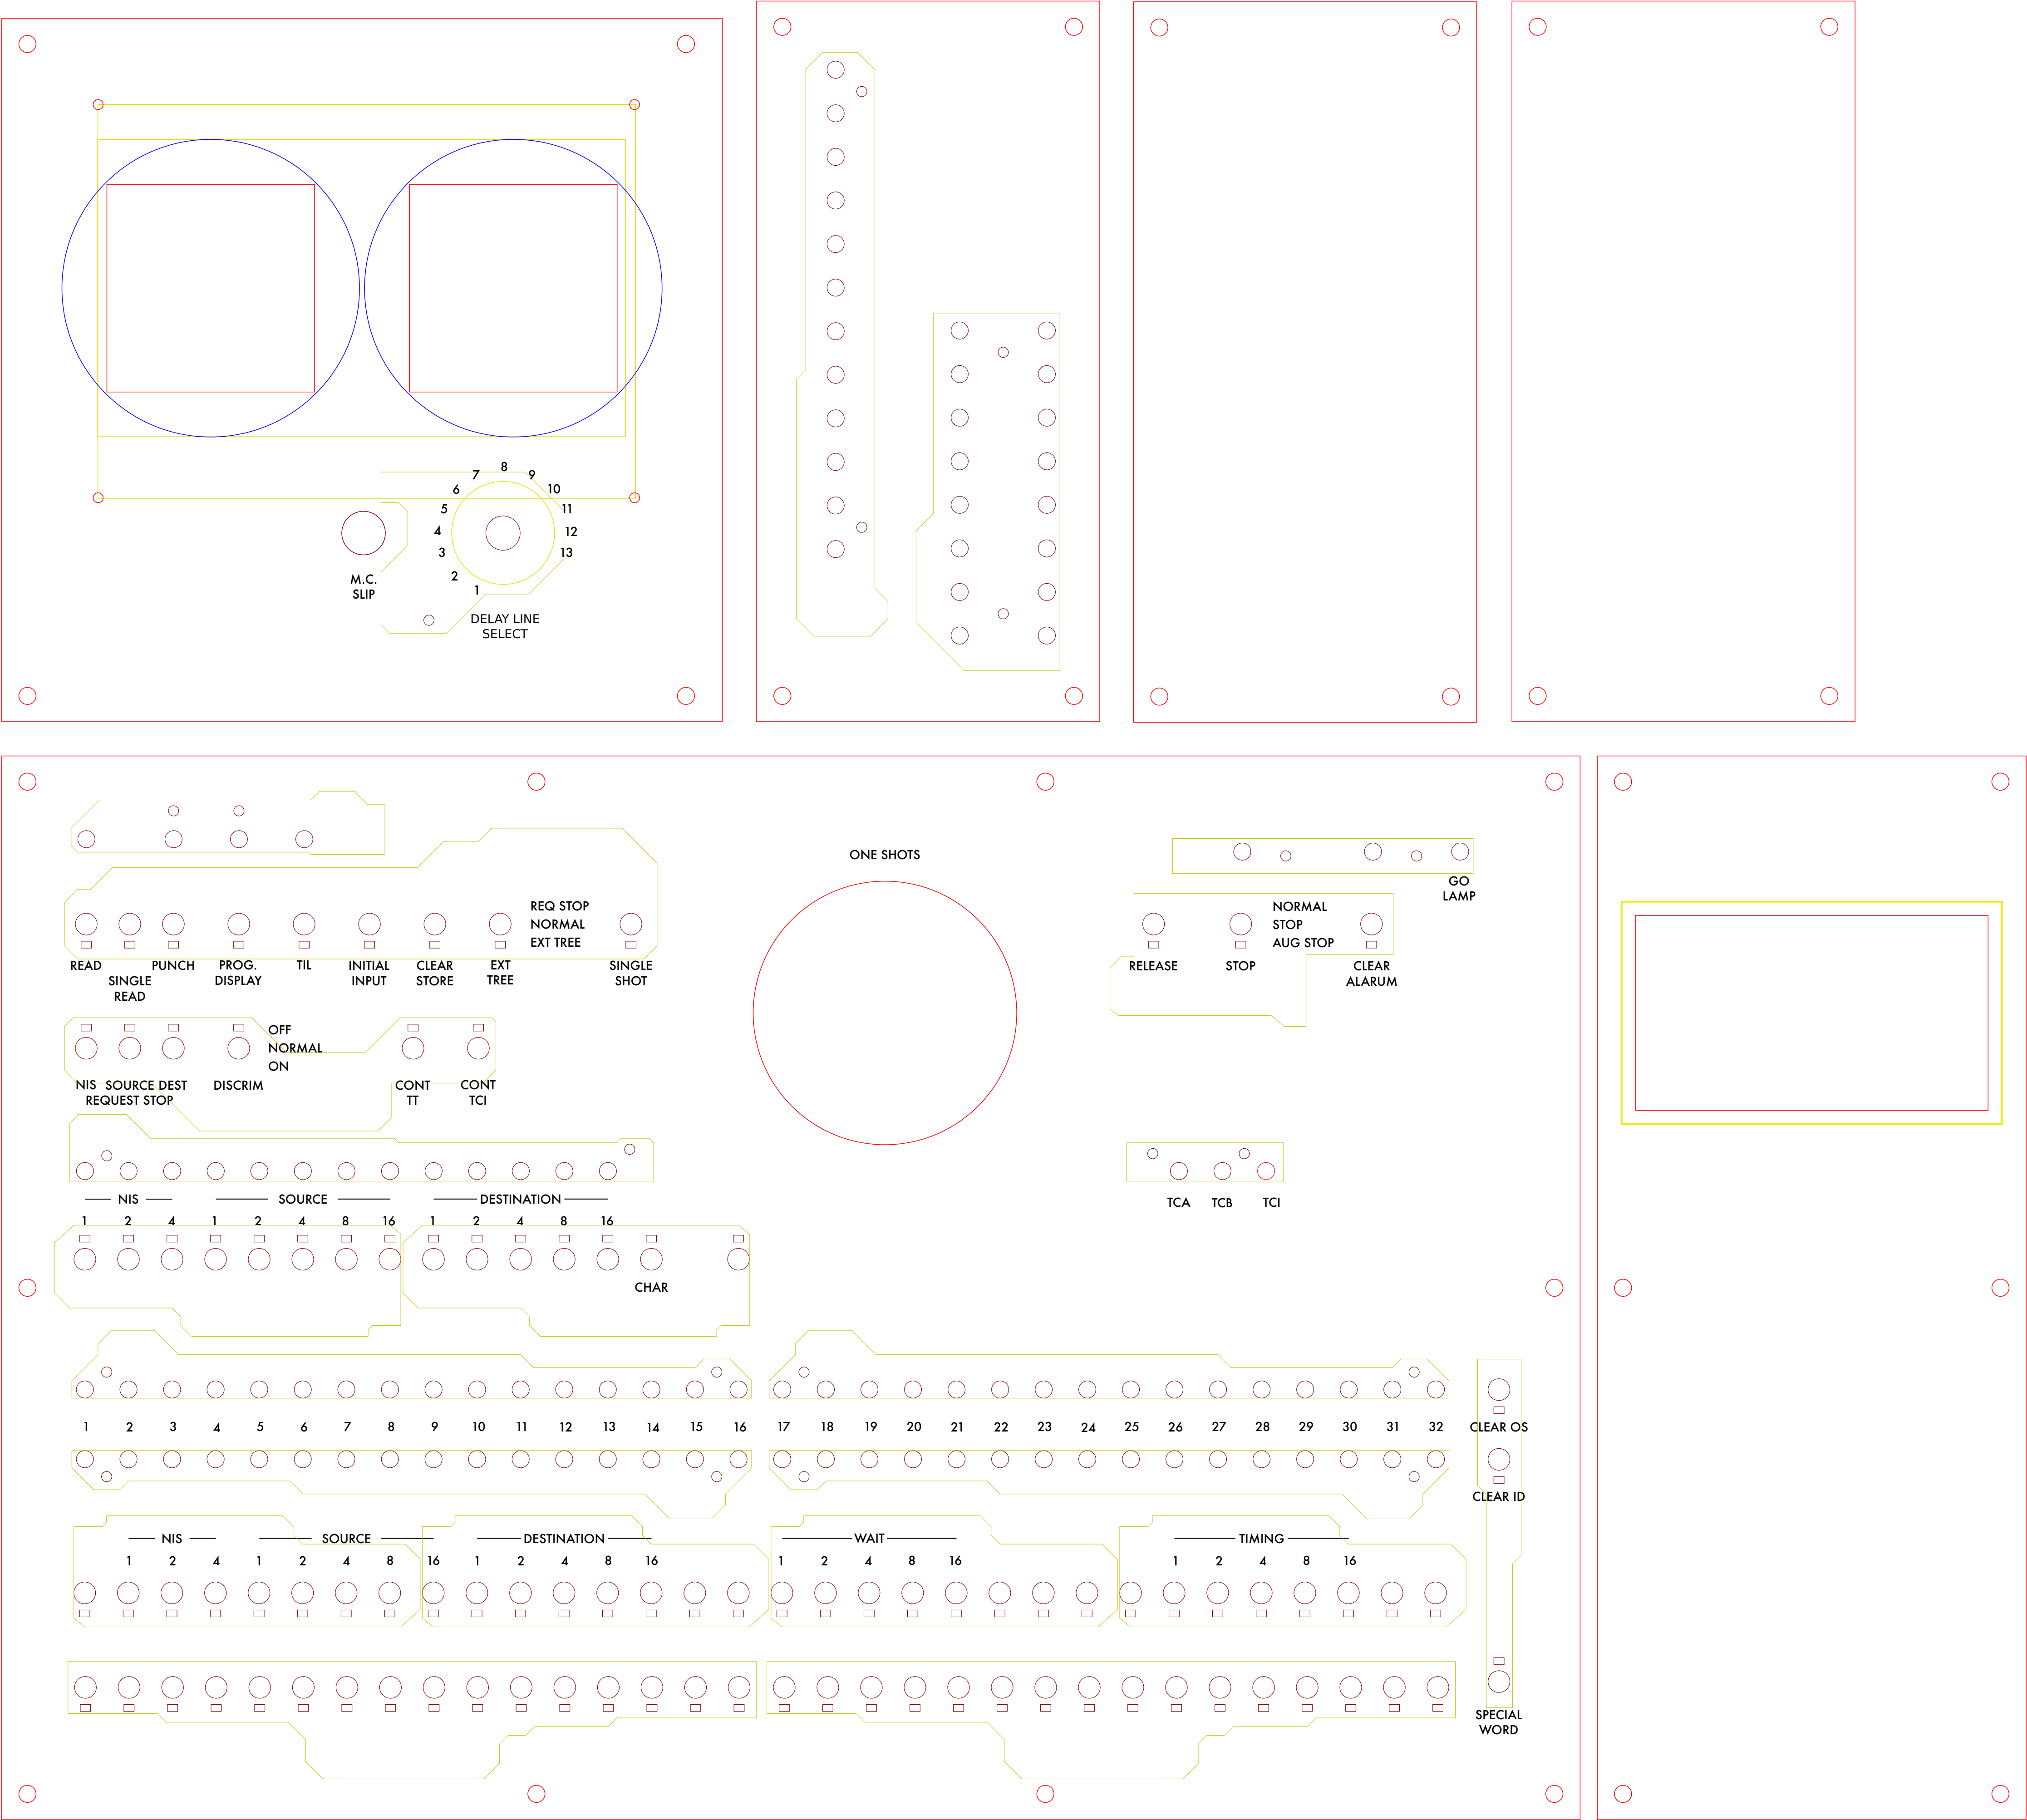 8
7 9
6 10
5 11
4 12
3 13
2
1
M.C.
SLIP
DELAY LINE
SELECT
ONE SHOTS
GO
LAMP
REQ STOP
NORMAL
EXT TREE
NORMAL
STOP
AUG STOP
READ
SINGLE
READ
PUNCH
PROG.
DISPLAY
TIL
INITIAL
INPUT
CLEAR
STORE
EXT
TREE
SINGLE
SHOT
RELEASE
STOP
CLEAR
ALARUM
OFF
NORMAL
ON
NIS SOURCE DEST
REQUEST STOP
DISCRIM
CONT
TT
CONT
TCI
NIS SOURCE DESTINATION
TCA TCB TCI
1 2 4 1 2 4 8 16 1 2 4 8 16
CHAR
1 2 3 4 5 6 7 8 9 10 11 12 13 14 15 16 17 18 19 20 21 22 23 24 25 26 27 28 29 30 31 32
CLEAR OS
CLEAR ID
NIS SOURCE DESTINATION WAIT TIMING
1 2 4 1 2 4 8 16 1 2 4 8 16 1 2 4 8 16 1 2 4 8 16
SPECIAL
WORD